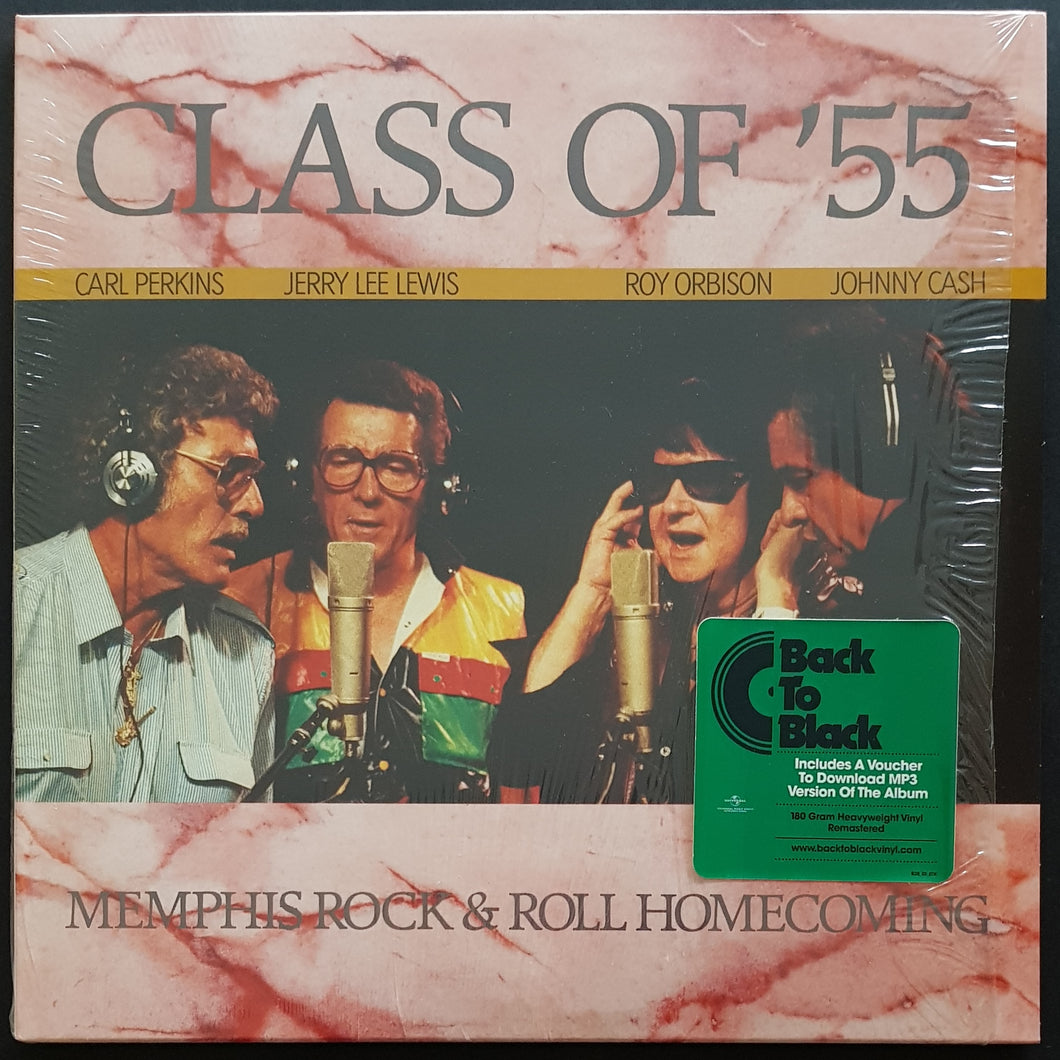 CLASS OF '55
CARL PERKINS JERRY LEE LEWIS ROY ORBISON JOHNNY CASH
Back
To
Black
Includes A Voucher
To Download MP3
Version Of The Album
UNIVERSAL
180 Gram Heavyweight Vinyl
Remastered
www.backtoblackvinyl.com
MEMPHIS ROCK & ROLL HOMECOMING